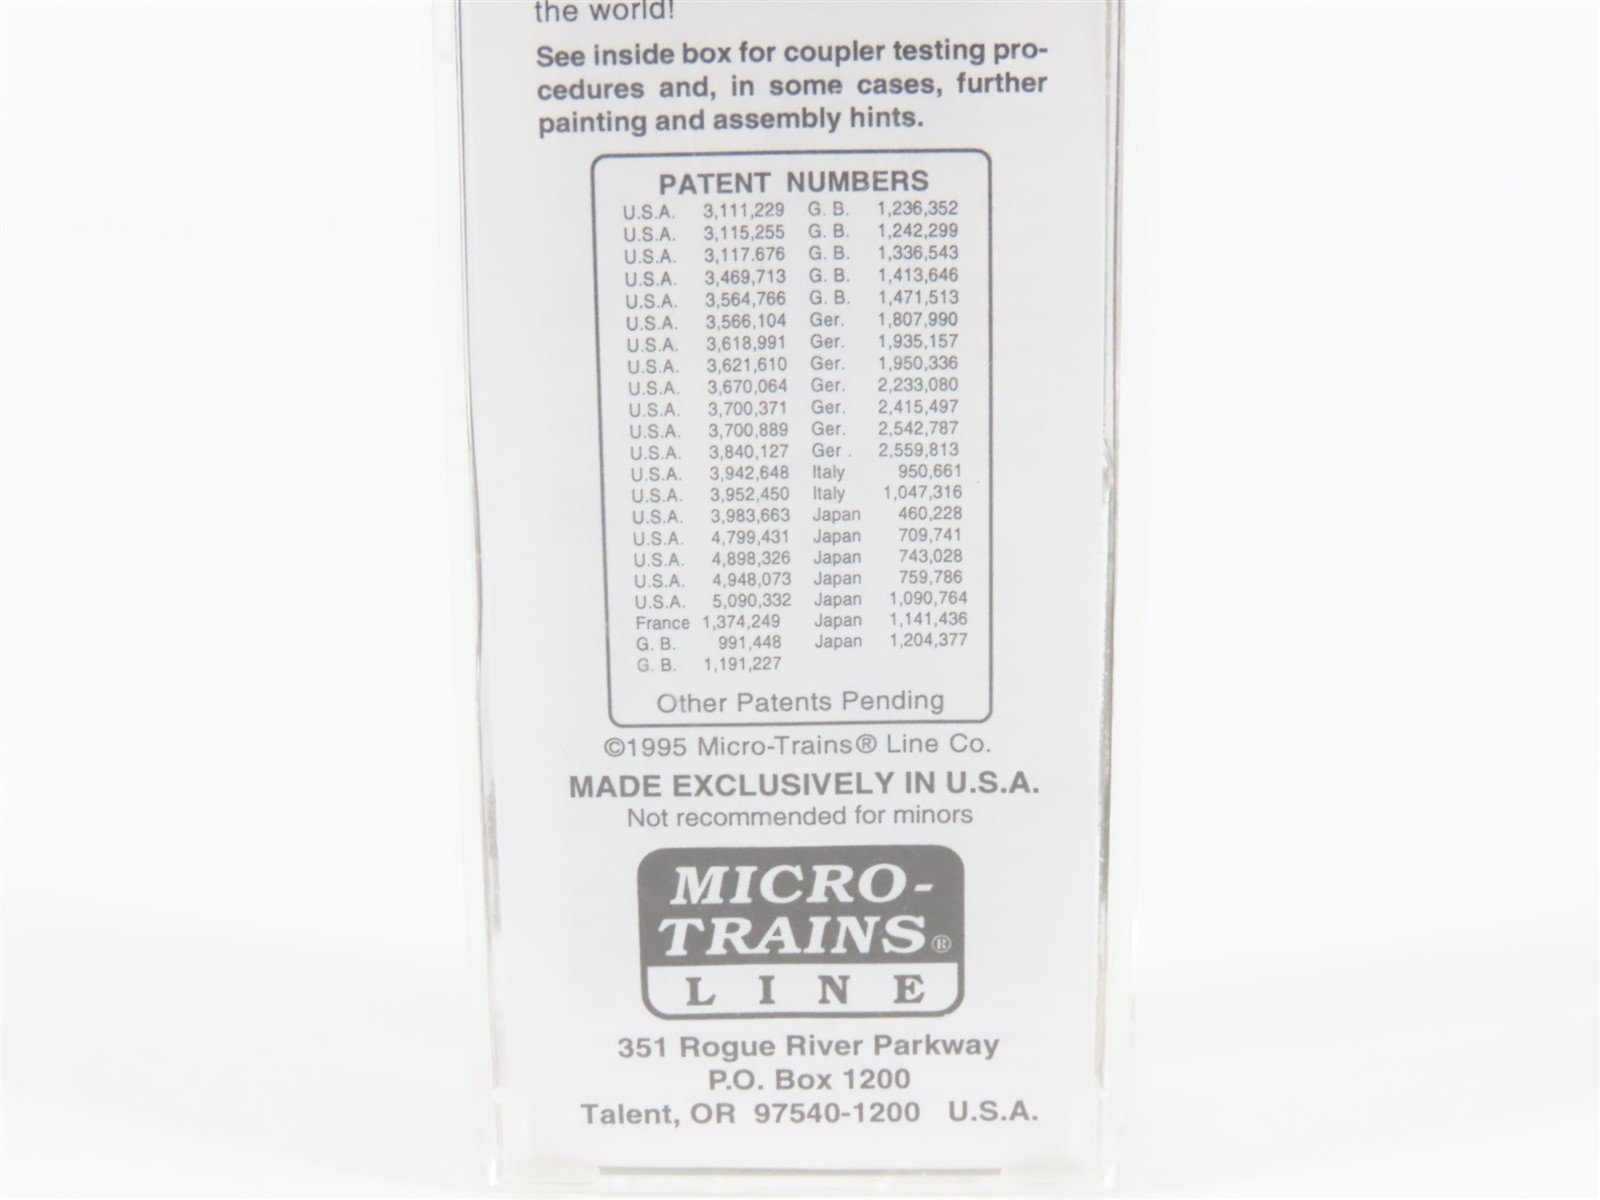 the world!
See inside box for coupler testing pro-
cedures and, in some cases, further
painting and assembly hints.
PATENT NUMBERS
U.S.A. 3,111,229 G. B. 1,236,352
U.S.A. 3,115,255 G. B. 1,242,299
U.S.A. 3,117.676 G. B. 1,336,543
U.S.A. 3,469,713 G. B. 1,413,646
U.S.A. 3,564,766 G. B. 1,471,513
U.S.A. 3,566,104 Ger. 1,807,990
U.S.A. 3,618,991 Ger. 1,935,157
U.S.A. 3,621,610 Ger. 1,950,336
U.S.A. 3,670,064 Ger. 2,233,080
U.S.A. 3,700,371 Ger. 2,415,497
U.S.A. 3,700,889 Ger. 2,542,787
U.S.A. 3,840,127 Ger . 2,559,813
U.S.A. 3,942,648 Italy 950,661
U.S.A. 3,952,450 Italy 1,047,316
U.S.A. 3,983,663 Japan 460,228
U.S.A. 4,799,431 Japan 709,741
U.S.A. 4,898,326 Japan 743,028
U.S.A. 4,948,073 Japan 759,786
U.S.A. 5,090,332 Japan 1,090,764
France 1,374,249 Japan 1,141,436
G. B. 991,448 Japan 1,204,377
G. B. 1,191,227
Other Patents Pending
©1995 Micro-Trains® Line Co.
MADE EXCLUSIVELY IN U.S.A.
Not recommended for minors
MICRO-
TRAINS®
LINE
351 Rogue River Parkway
P.O. Box 1200
Talent, OR 97540-1200 U.S.A.